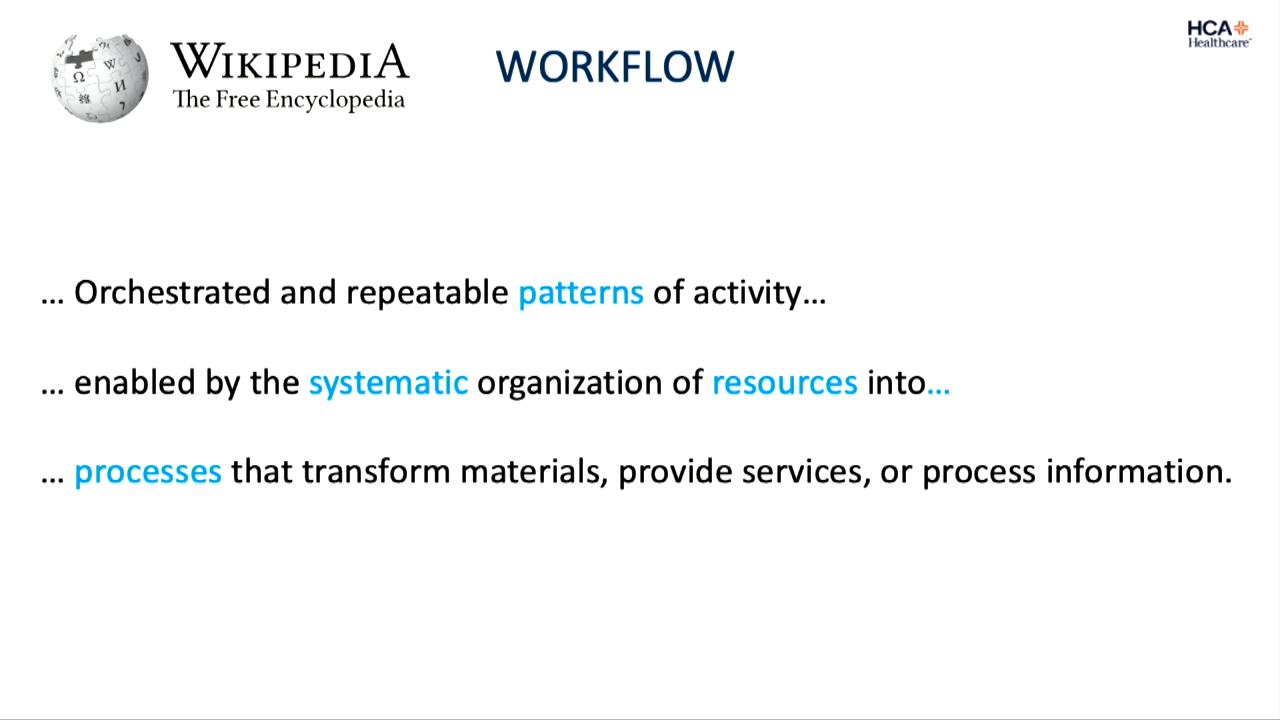 WIKIPEDIA
The Free Encyclopedia
WORKFLOW
HCA
Healthcare™
… Orchestrated and repeatable patterns of activity…
… enabled by the systematic organization of resources into…
… processes that transform materials, provide services, or process information.